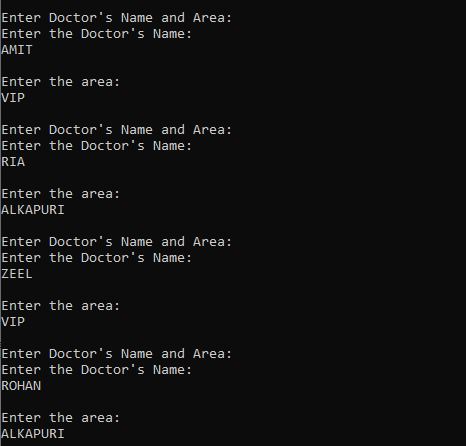 Enter Doctor's Name and Area:
Enter the Doctor's Name:
AMIT
Enter the area:
VIP
Enter Doctor's Name and Area:
Enter the Doctor's Name:
RIA
Enter the area:
ALKAPURI
Enter Doctor's Name and Area:
Enter the Doctor's Name:
ZEEL
Enter the area:
VIP
Enter Doctor's Name and Area:
Enter the Doctor's Name:
ROHAN
Enter the area:
ALKAPURI